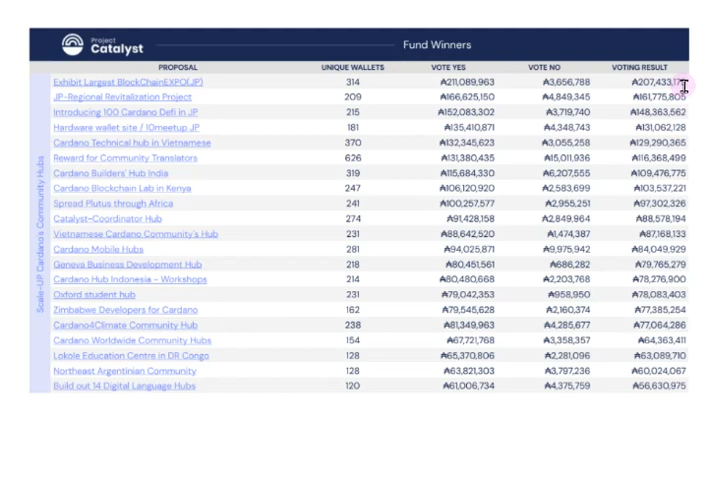 Project
Catalyst
Fund Winners
PROPOSAL UNIQUE WALLETS VOTE YES VOTE NO VOTING RESULT
Scale-UP Cardano's Community Hubs
Exhibit Largest BlockChainEXPO(JP) 314 ₳211,089,963 ₳3,656,788 ₳207,433,
JP-Regional Revitalization Project 209 ₳166,625,150 ₳4,849,345 ₳161,775,805
Introducing 100 Cardano Defi in JP 215 ₳152,083,302 ₳3,719,740 ₳148,363,562
Hardware wallet site / IOmeetup JP 181 ₳135,410,871 ₳4,348,743 ₳131,062,128
Cardano Technical hub in Vietnamese 370 ₳132,345,623 ₳3,055,258 ₳129,290,365
Reward for Community Translators 626 ₳131,380,435 ₳15,011,936 ₳116,368,499
Cardano Builders' Hub India 319 ₳115,684,330 ₳6,207,555 ₳109,476,775
Cardano Blockchain Lab in Kenya 247 ₳106,120,920 ₳2,583,699 ₳103,537,221
Spread Plutus through Africa 241 ₳100,257,577 ₳2,955,251 ₳97,302,326
Catalyst-Coordinator Hub 274 ₳91,428,158 ₳2,849,964 ₳88,578,194
Vietnamese Cardano Community's Hub 231 ₳88,642,520 ₳1,474,387 ₳87,168,133
Cardano Mobile Hubs 281 ₳94,025,871 ₳9,975,942 ₳84,049,929
Geneva Business Development Hub 218 ₳80,451,561 ₳686,282 ₳79,765,279
Cardano Hub Indonesia - Workshops 214 ₳80,480,668 ₳2,203,768 ₳78,276,900
Oxford student hub 231 ₳79,042,353 ₳958,950 ₳78,083,403
Zimbabwe Developers for Cardano 162 ₳79,545,628 ₳2,160,374 ₳77,385,254
Cardano4Climate Community Hub 238 ₳81,349,963 ₳4,285,677 ₳77,064,286
Cardano Worldwide Community Hubs 154 ₳67,721,768 ₳3,358,357 ₳64,363,411
Lokole Education Centre in DR Congo 128 ₳65,370,806 ₳2,281,096 ₳63,089,710
Northeast Argentinian Community 128 ₳63,821,303 ₳3,797,236 ₳60,024,067
Build out 14 Digital Language Hubs 120 ₳61,006,734 ₳4,375,759 ₳56,630,975